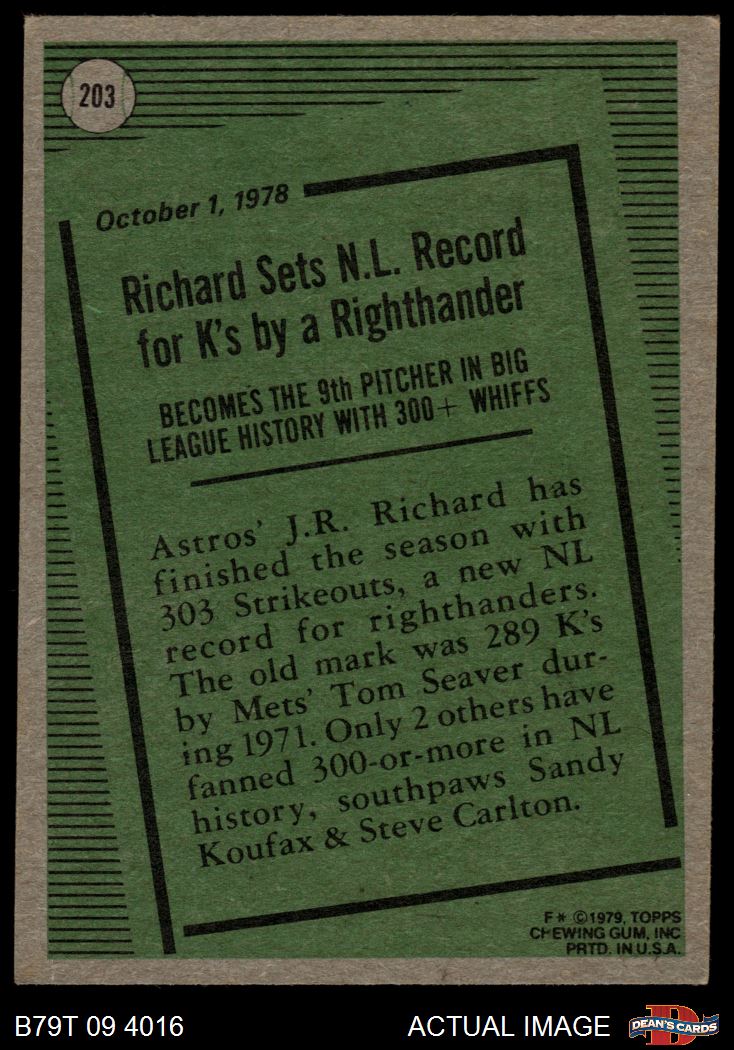 203
October 1, 1978
Richard Sets N.L. Record
for K's by a Righthander
BECOMES THE 9th PITCHER IN BIG
LEAGUE HISTORY WITH 300+ WHIFFS
Astros' J.R. Richard has
finished the season with
303 Strikeouts, a new NL
record for righthanders.
The old mark was 289 K's
by Mets' Tom Seaver dur-
ing 1971. Only 2 others have
fanned 300-or-more in NL
history, southpaws Sandy
Koufax & Steve Carlton.
F* ©1979, TOPPS
CHEWING GUM, INC
PRTD. IN U.S.A.
B79T 09 4016
ACTUAL IMAGE
D
DEAN'S CARDS